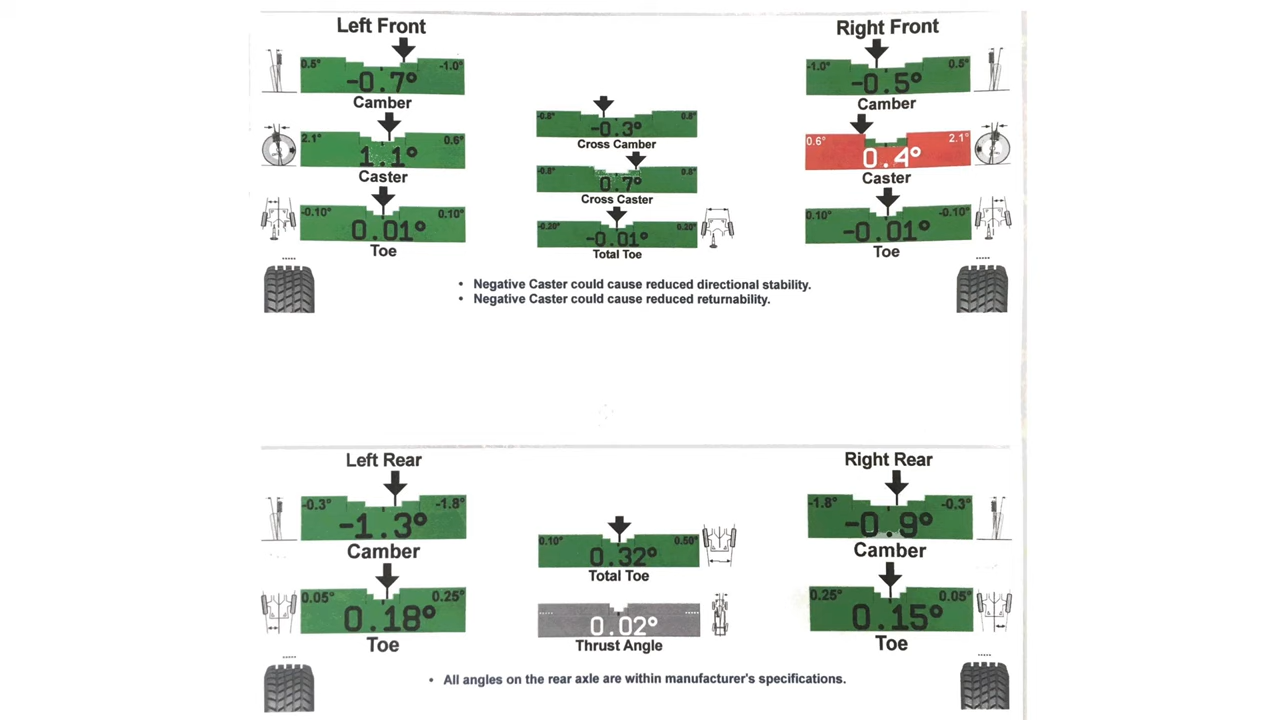 Left Front
Right Front
0.5° -1.0°
-0.7°
Camber
-1.0° 0.5°
-0.5°
Camber
-0.8° 0.8°
-0.3°
Cross Camber
2.1° 0.6°
1.1°
Caster
0.6° 2.1°
0.4°
Caster
-0.8° 0.8°
0.7°
Cross Caster
-0.10° 0.10°
0.01°
Toe
-0.20° 0.20°
-0.01°
Total Toe
0.10° -0.10°
-0.01°
Toe
• Negative Caster could cause reduced directional stability.
• Negative Caster could cause reduced returnability.
Left Rear
Right Rear
-0.3° -1.8°
-1.3°
Camber
-1.8° -0.3°
-0.9°
Camber
0.10° 0.50°
0.32°
Total Toe
0.05° 0.25°
0.18°
Toe
0.02°
Thrust Angle
0.25° 0.05°
0.15°
Toe
• All angles on the rear axle are within manufacturer's specifications.